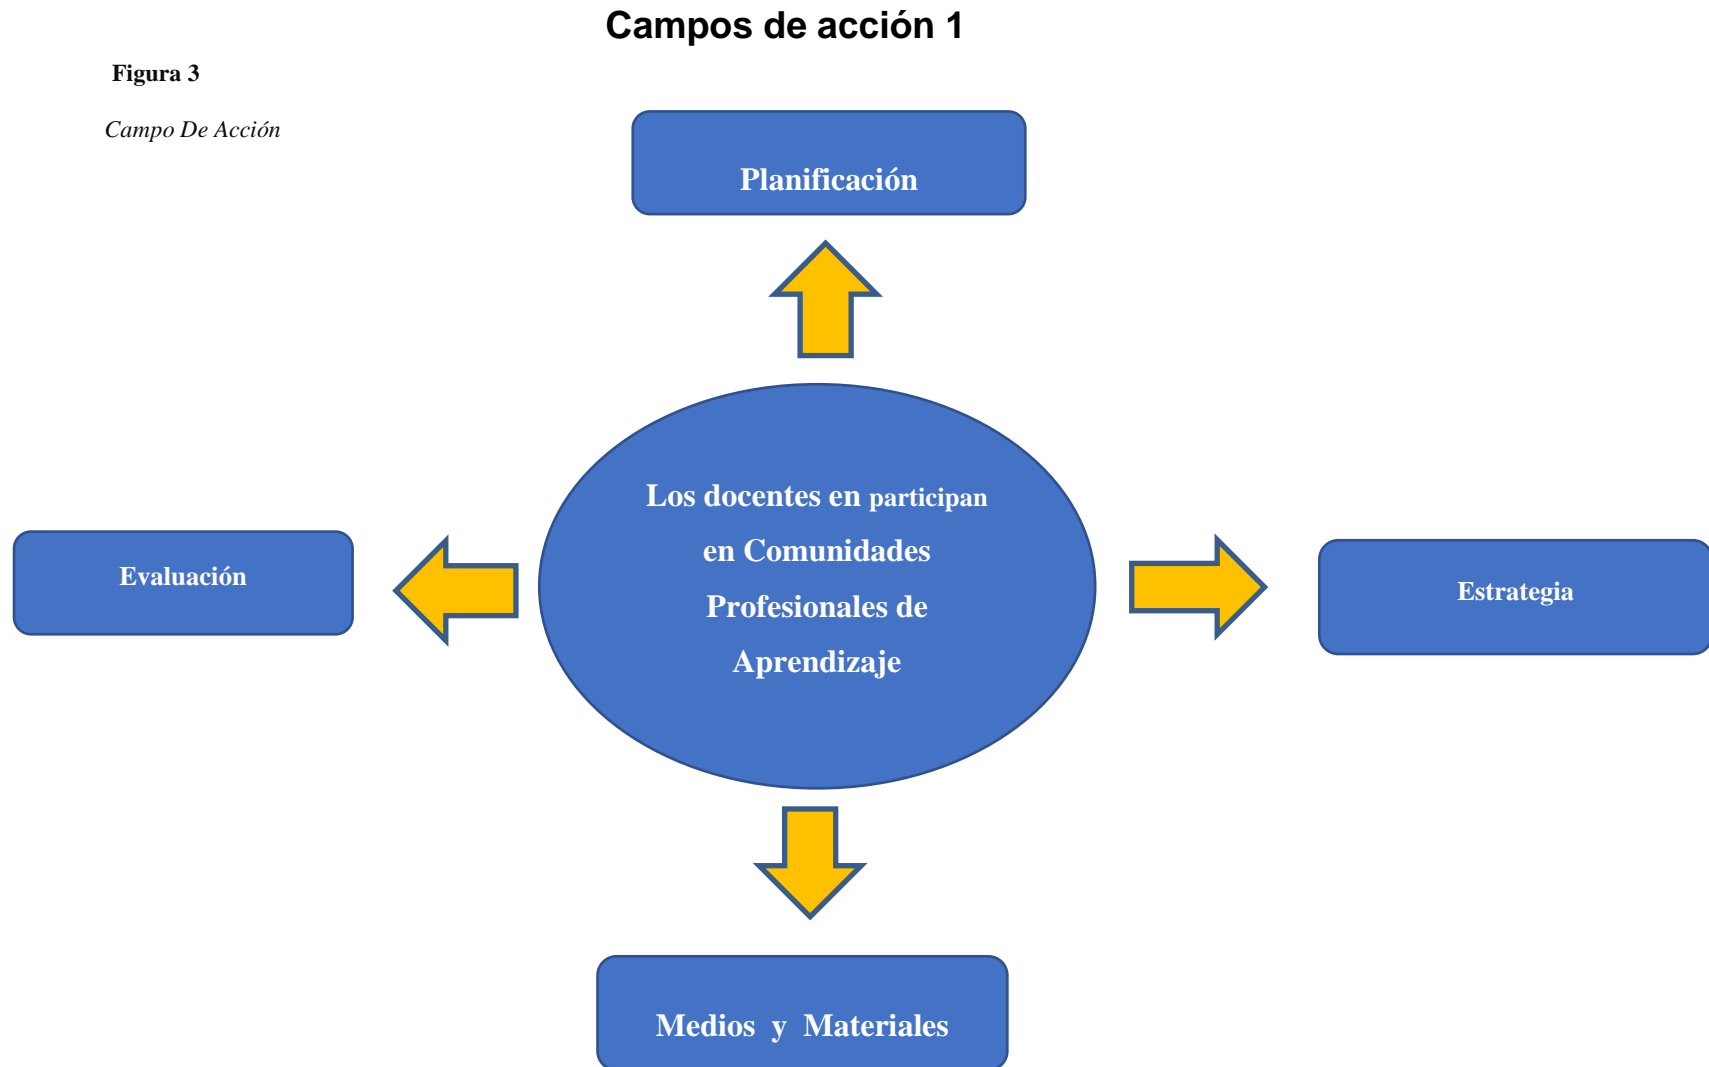 Campos de acción 1
Figura 3
Campo De Acción
Planificación
Los docentes en participan
en Comunidades
Profesionales de
Aprendizaje
Evaluación
Estrategia
Medios y Materiales